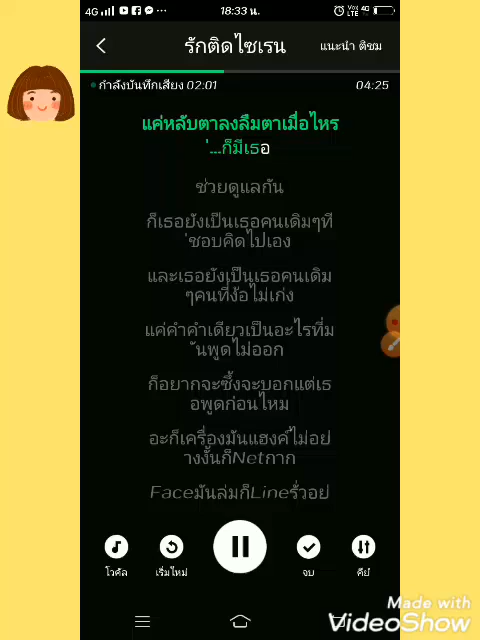 4G 18:33 น. Vo) LTE 4G
รักติดไซเรน แนะนำ ติชม
กำลังบันทึกเสียง 02:01 04:25
แค่หลับตาลงลืมตาเมื่อไหร
่ ...ก็มีเธอ
ช่วยดูแลกัน
ก็เธอยังเป็นเธอคนเดิมๆที
่ชอบคิดไปเอง
และเธอยังเป็นเธอคนเดิม
ๆคนที่ง้อไม่เก่ง
แค่คำคำเดียวเป็นอะไรที่ม
ันพูดไม่ออก
ก็อยากจะซึ้งจะบอกแต่เธ
อพูดก่อนไหม
อะก็เครื่องมันแฮงค์ไม่อย่
างงั้นก็Netกาก
Faceมันล่มก็Lineรั่วอย่
โวคัล เริ่มใหม่ จบ คีย์
Made with
VideoShow